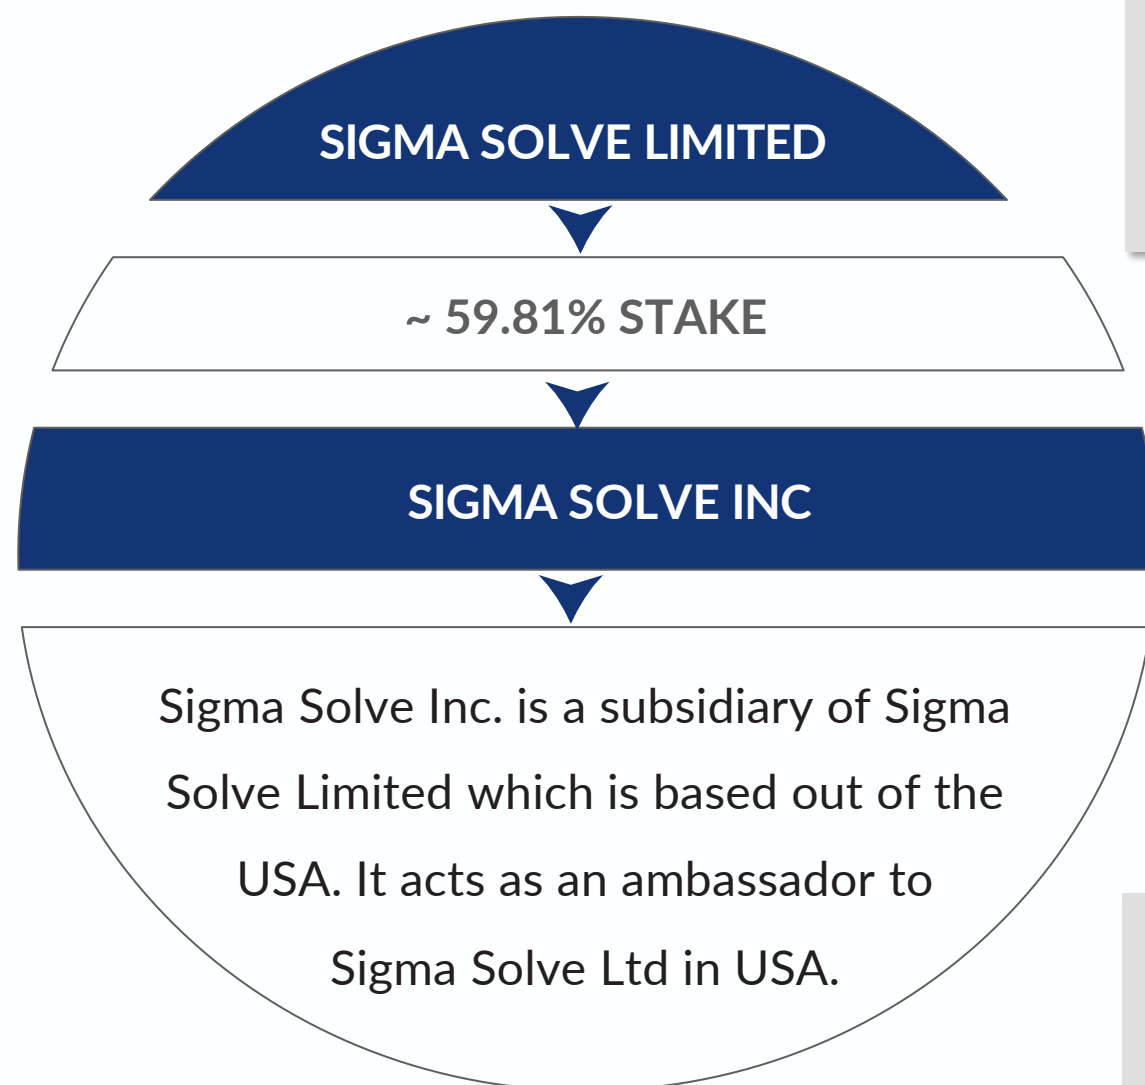 SIGMA SOLVE LIMITED
~ 59.81% STAKE
SIGMA SOLVE INC
Sigma Solve Inc. is a subsidiary of Sigma
Solve Limited which is based out of the
USA. It acts as an ambassador to
Sigma Solve Ltd in USA.